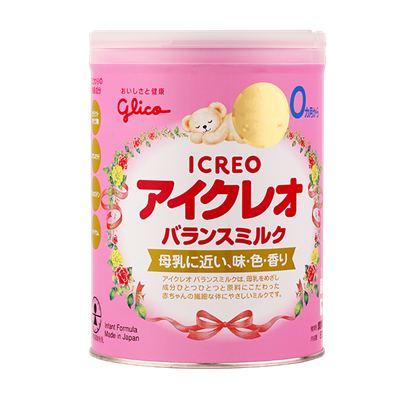 おいしさと健康
glico
0ヵ月から
ICREO
アイクレオ
バランスミルク
母乳に近い、味・色・香り
アイクレオ バランスミルクは、母乳をめざし
成分ひとつひとつと原料にこだわった
赤ちゃんの繊細な体にやさしいミルクです。
Infant Formula
Made in Japan